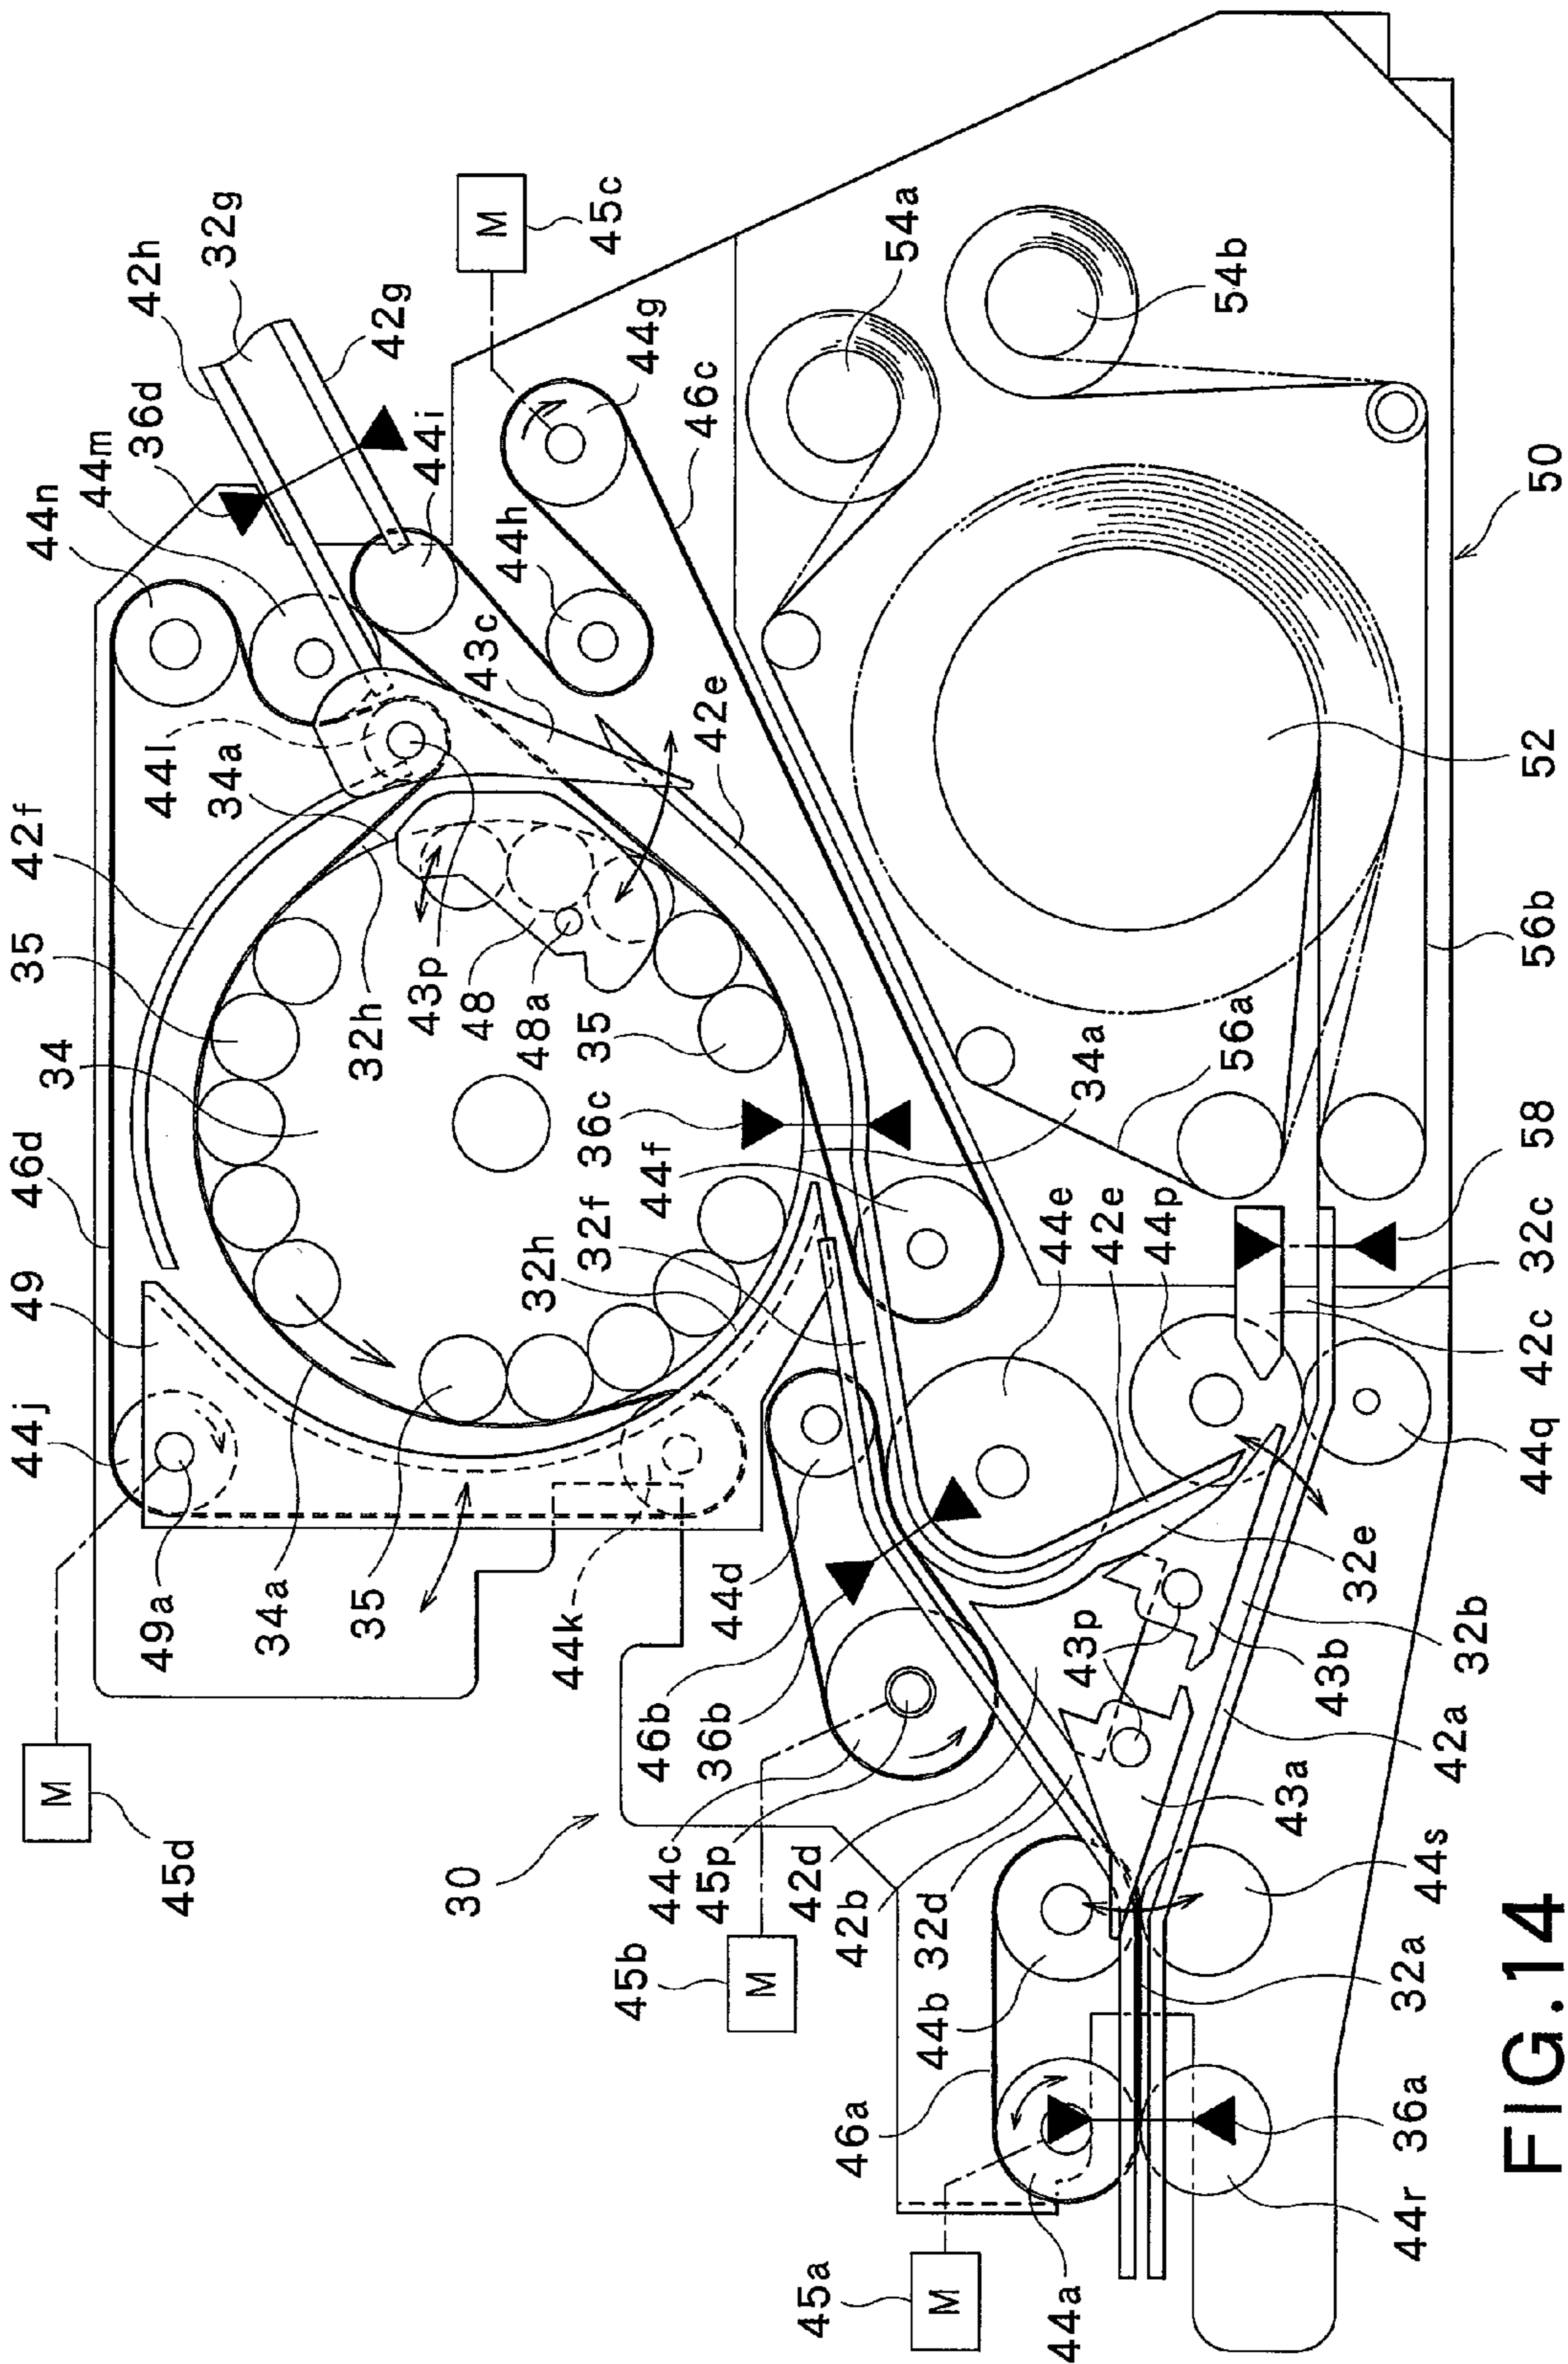 44j
49
46d
35
42f
44n
M
34
44m
45d
49a
44l
36d
42h
34a
32g
34a
35
32h
43p
42g
44i
30
48
43c
M
48a
44h
32h
44k
32f
36c
35
45c
45b
46b
44f
44g
44c
36b
44d
42e
46c
45p
M
42d
45a
46a
42b
54a
44b
32d
M
44a
44e
43p
34a
42e
44p
54b
56a
43a
43b
32e
58
36a
32a
44s
42a
32b
44q
42c
32c
56b
44r
52
50
FIG.14